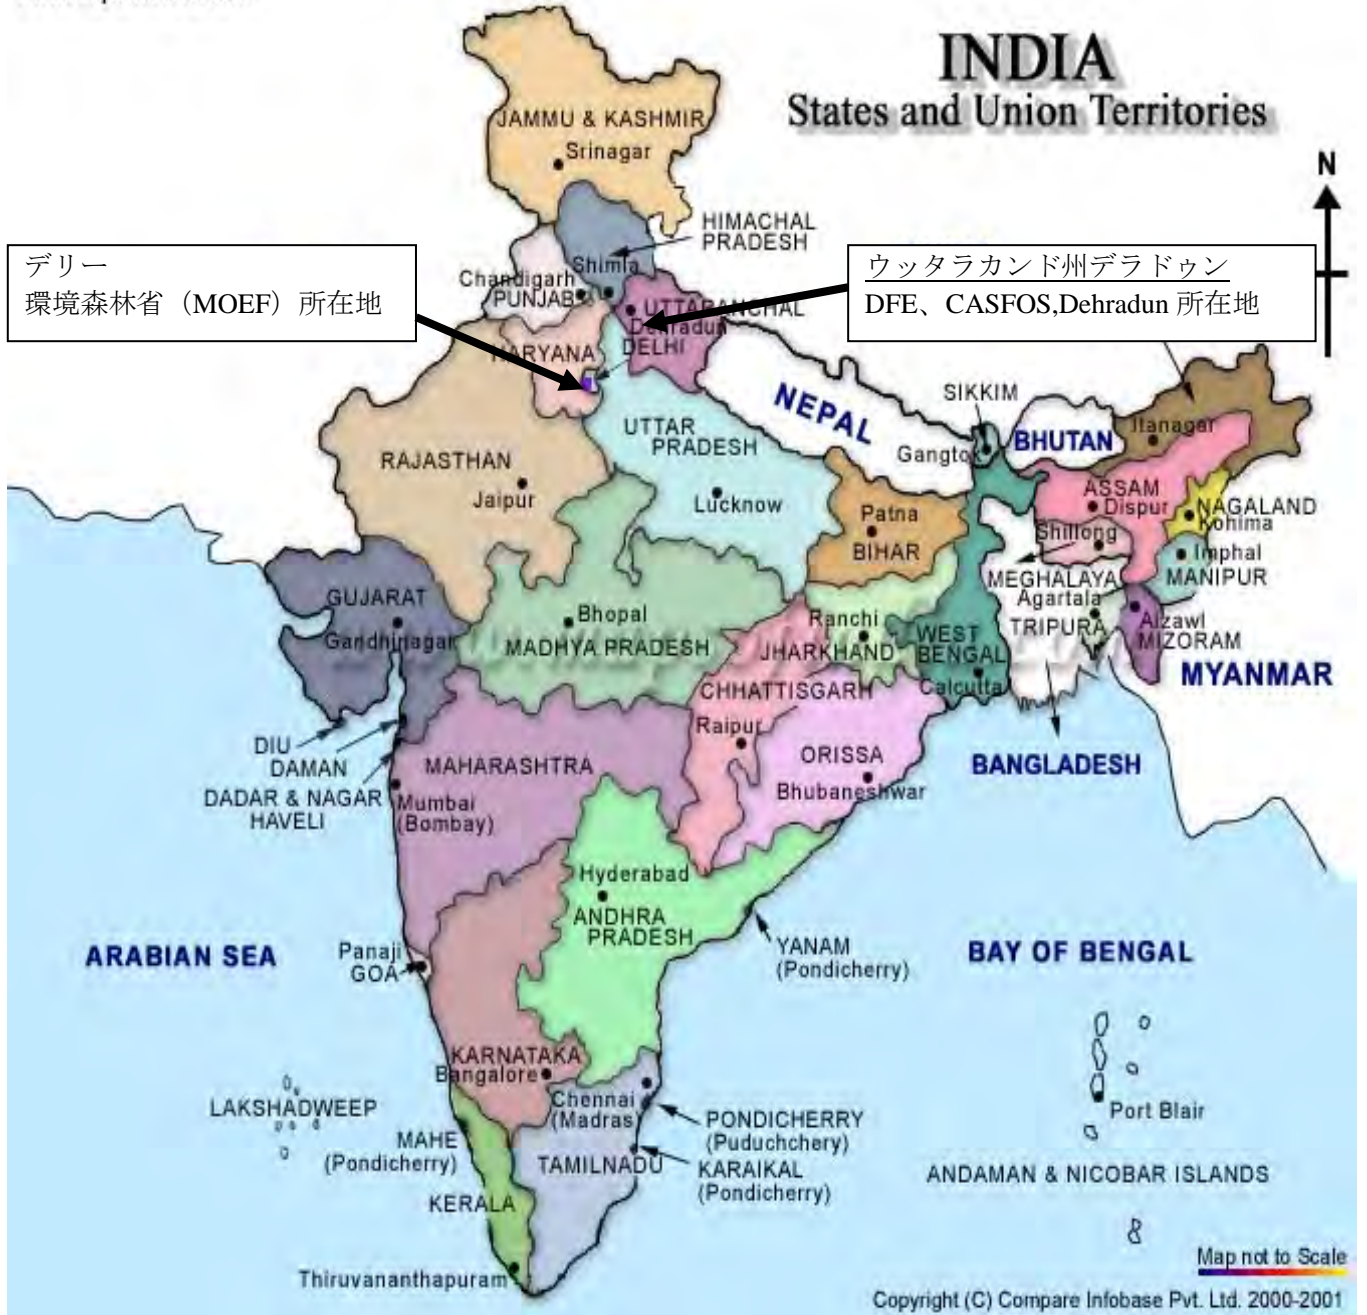 INDIA
States and Union Territories
N
JAMMU & KASHMIR
Srinagar
HIMACHAL
PRADESH
デリー
環境森林省（MOEF）所在地
ウッタラカンド州デラドゥン
DFE、CASFOS,Dehradun 所在地
Shimla
Chandigarh
PUNJAB
UTTARANCHAL
Dehradun
DELHI
HARYANA
NEPAL
SIKKIM
Gangtok
BHUTAN
Itanagar
UTTAR
PRADESH
Lucknow
RAJASTHAN
Jaipur
ASSAM
Dispur
NAGALAND
Kohima
Patna
BIHAR
Shillong
Imphal
MANIPUR
MEGHALAYA
Agartala
TRIPURA
Aizawl
MIZORAM
GUJARAT
Gandhinagar
Bhopal
MADHYA PRADESH
Ranchi
JHARKHAND
WEST
BENGAL
Calcutta
MYANMAR
CHHATTISGARH
Raipur
ORISSA
Bhubaneshwar
BANGLADESH
DIU
DAMAN
DADAR & NAGAR
HAVELI
MAHARASHTRA
Mumbai
(Bombay)
Hyderabad
ANDHRA
PRADESH
YANAM
(Pondicherry)
ARABIAN SEA
Panaji
GOA
BAY OF BENGAL
KARNATAKA
Bangalore
Chennai
(Madras)
PONDICHERRY
(Puduchchery)
LAKSHADWEEP
MAHE
(Pondicherry)
TAMILNADU
KARAIKAL
(Pondicherry)
Port Blair
ANDAMAN & NICOBAR ISLANDS
KERALA
Thiruvananthapuram
Map not to Scale
Copyright (C) Compare Infobase Pvt. Ltd. 2000-2001